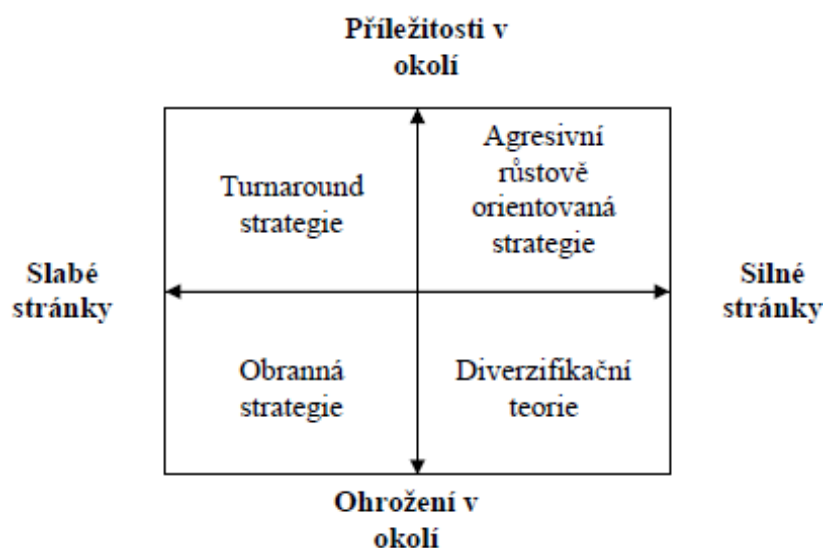 Příležitosti v
okolí
Turnaround
strategie
Agresivní
růstově
orientovaná
strategie
Slabé
stránky
Silné
stránky
Obranná
strategie
Diverzifikační
teorie
Ohrožení v
okolí